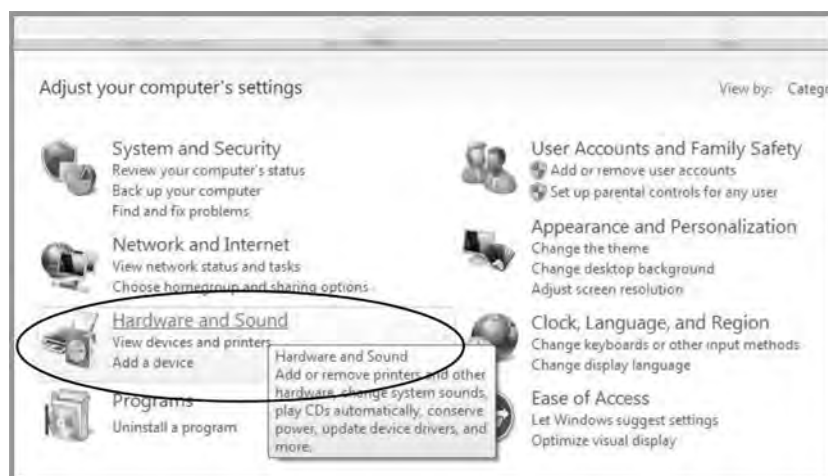 Adjust your computer's settings
View by: Categ
System and Security
Review your computer's status
Back up your computer
Find and fix problems
Network and Internet
View network status and tasks
Choose homegroup and sharing options
Hardware and Sound
View devices and printers
Add a device
Hardware and Sound
Add or remove printers and other
hardware, change system sounds,
play CDs automatically, conserve
power, update device drivers, and
more.
Programs
Uninstall a program
User Accounts and Family Safety
Add or remove user accounts
Set up parental controls for any user
Appearance and Personalization
Change the theme
Change desktop background
Adjust screen resolution
Clock, Language, and Region
Change keyboards or other input methods
Change display language
Ease of Access
Let Windows suggest settings
Optimize visual display